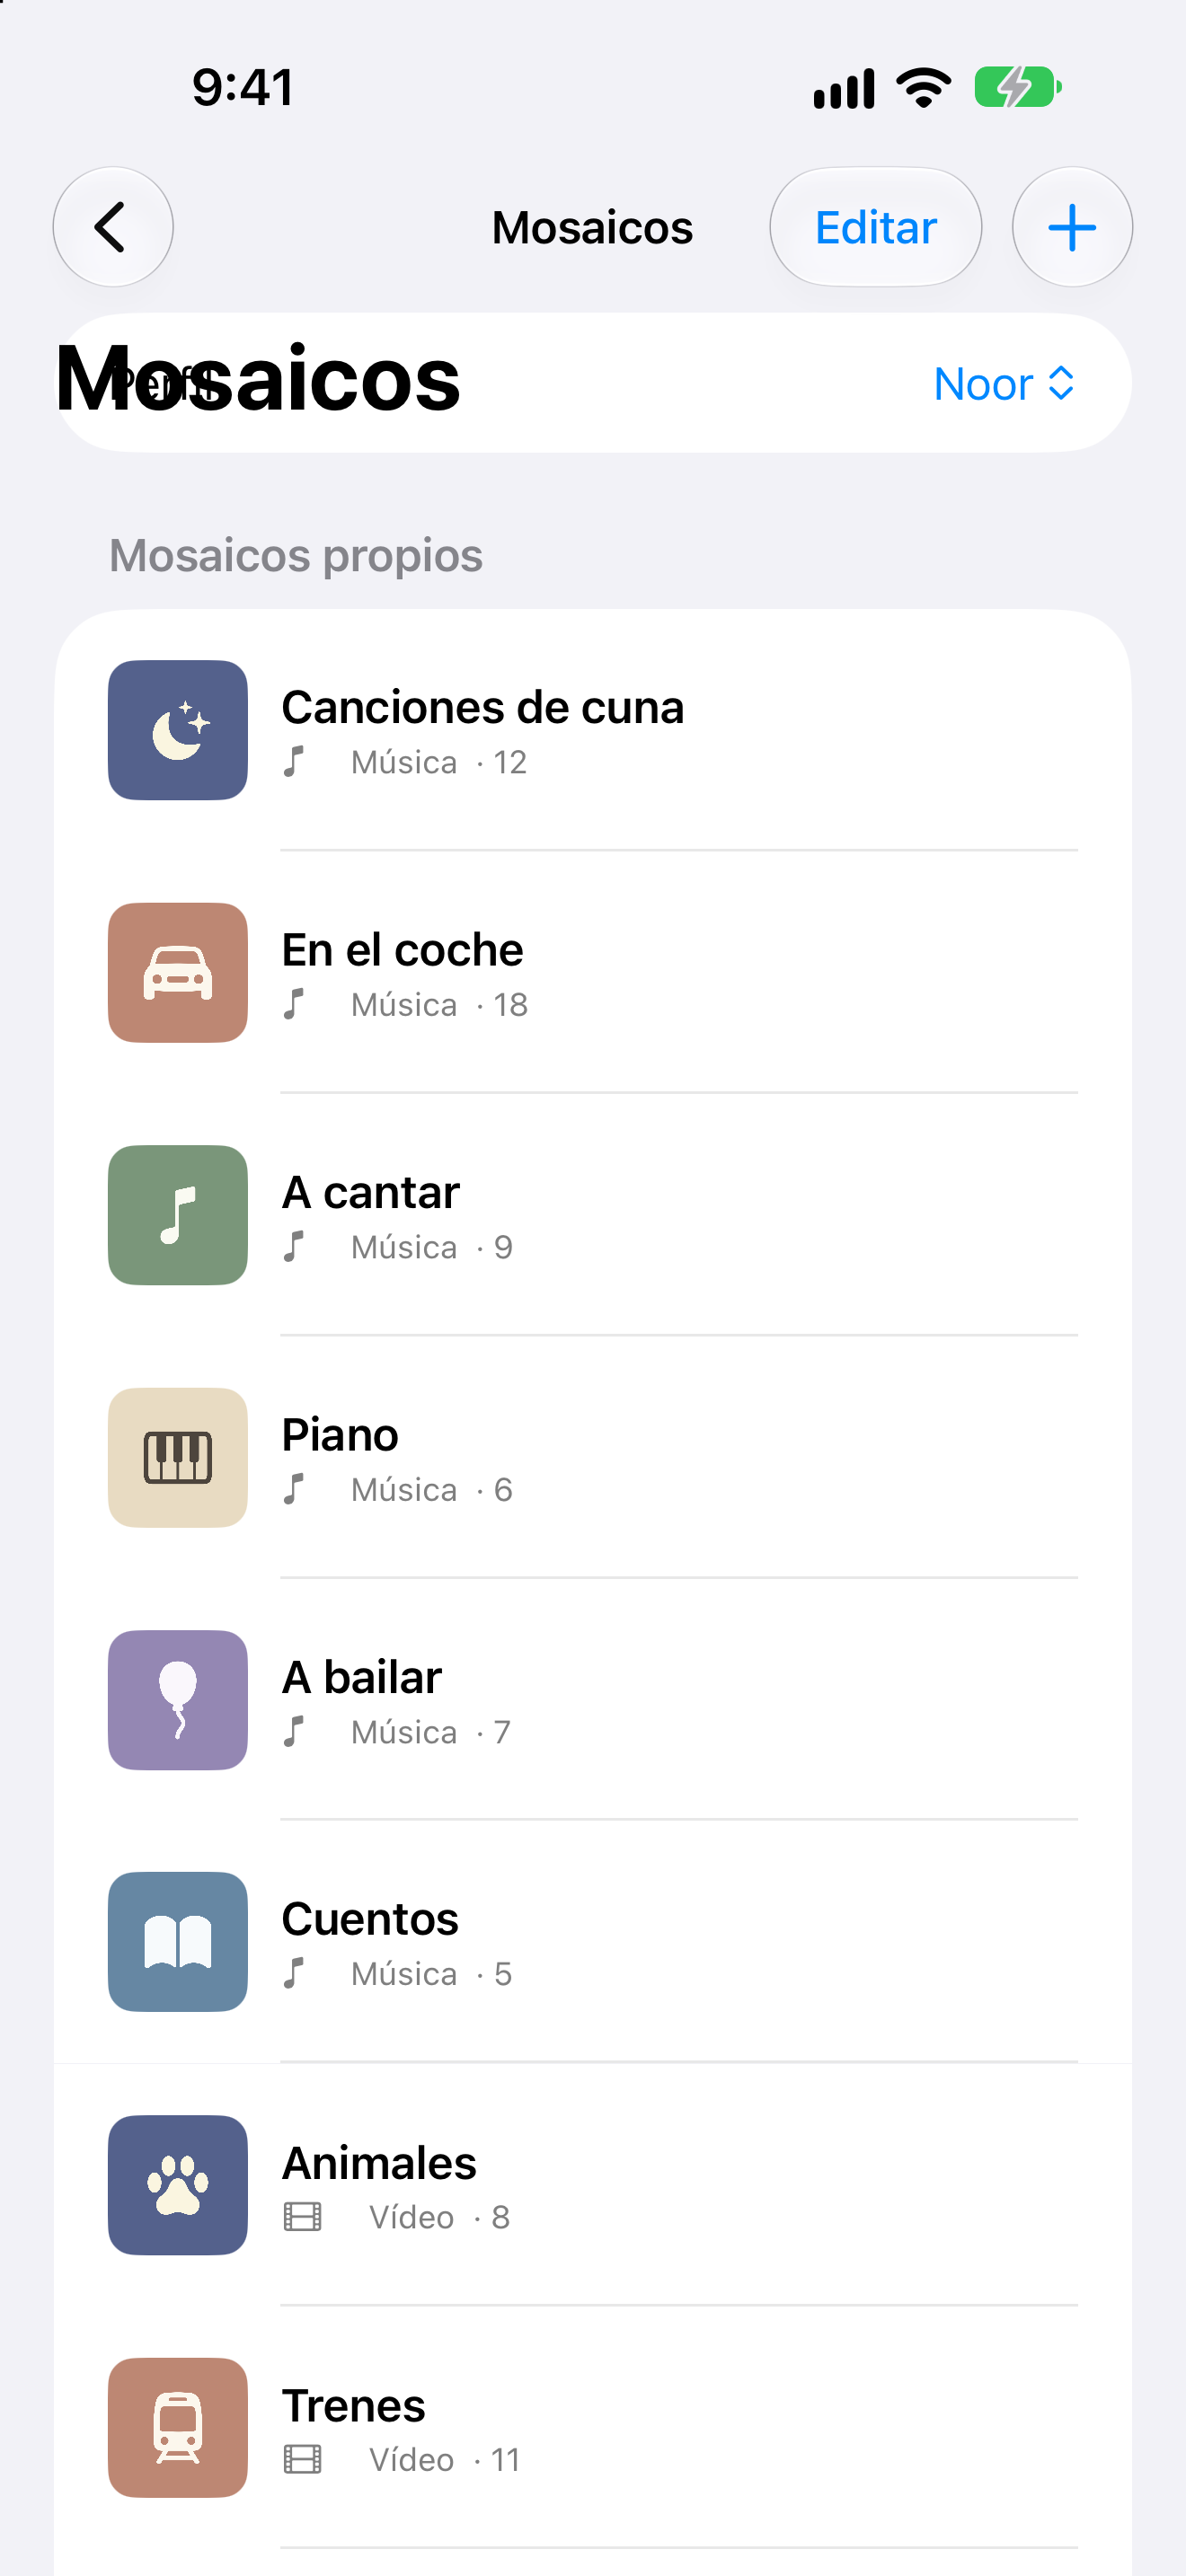 9:41
Mosaicos
Editar
Mosaicos
Perfil
Noor
Mosaicos propios
Canciones de cuna
Música · 12
En el coche
Música · 18
A cantar
Música · 9
Piano
Música · 6
A bailar
Música · 7
Cuentos
Música · 5
Animales
Vídeo · 8
Trenes
Vídeo · 11